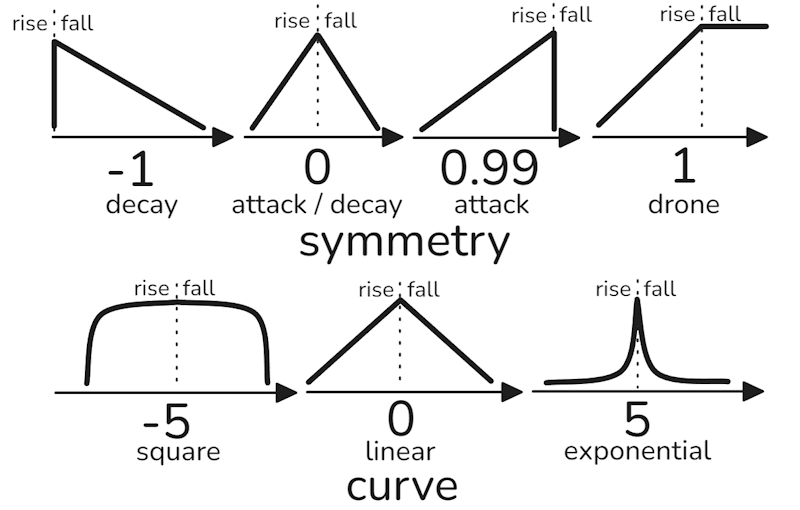 rise fall rise fall rise fall rise fall
-1 0 0.99 1
decay attack / decay attack drone
symmetry
rise fall rise fall rise fall
-5 0 5
square linear exponential
curve